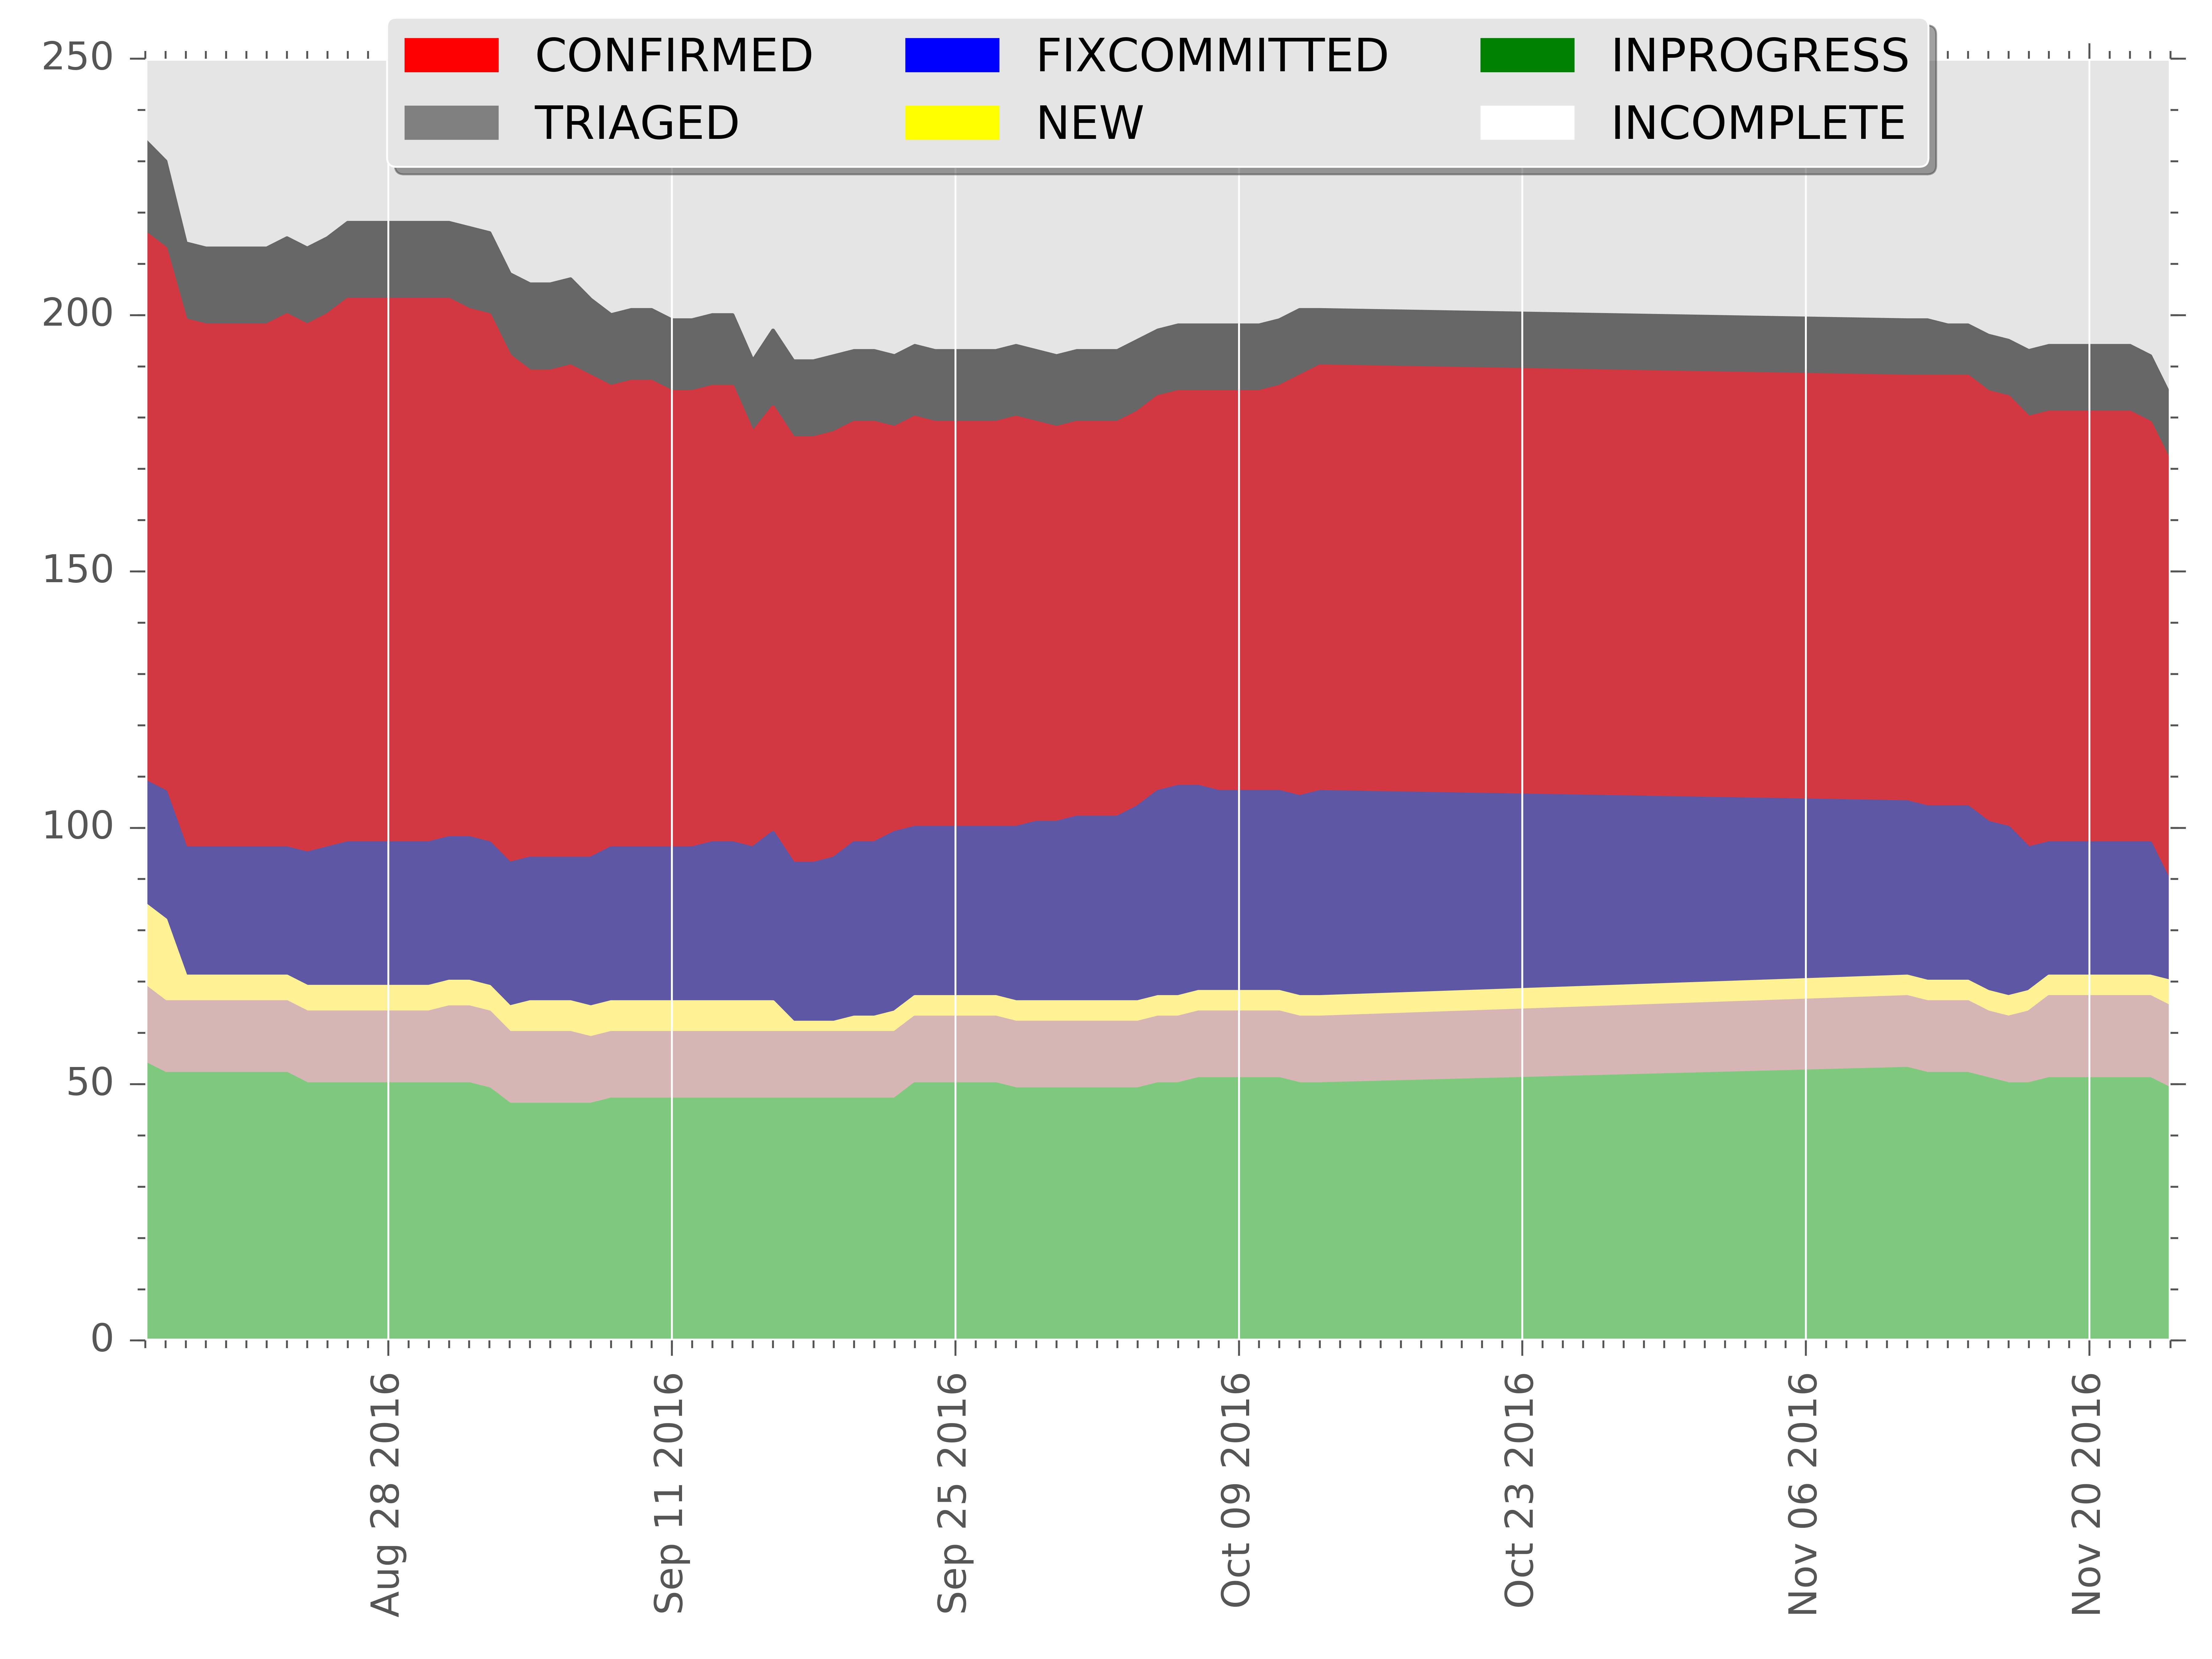 CONFIRMED FIXCOMMITTED INPROGRESS
TRIAGED NEW INCOMPLETE
250
200
150
100
50
0
Aug 28 2016
Sep 11 2016
Sep 25 2016
Oct 09 2016
Oct 23 2016
Nov 06 2016
Nov 20 2016